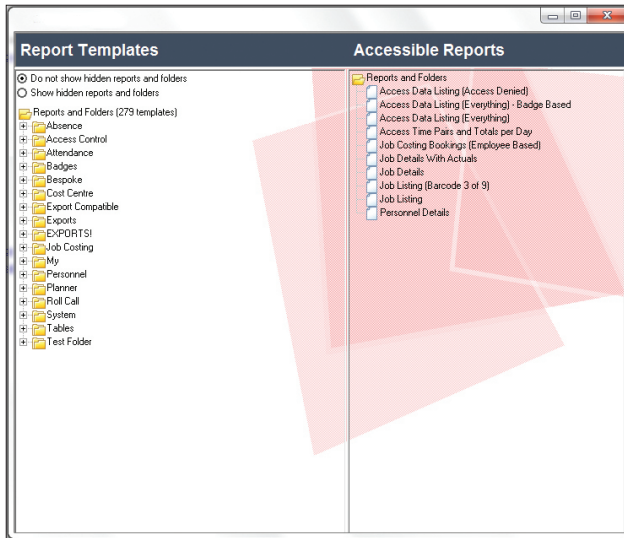 Report Templates
Accessible Reports
Do not show hidden reports and folders
Show hidden reports and folders
Reports and Folders (279 templates)
Absence
Access Control
Attendance
Badges
Bespoke
Cost Centre
Export Compatible
Exports
EXPORTS!
Job Costing
My
Personnel
Planner
Roll Call
System
Tables
Test Folder
Reports and Folders
Access Data Listing (Access Denied)
Access Data Listing (Everything) - Badge Based
Access Data Listing (Everything)
Access Time Pairs and Totals per Day
Job Costing Bookings (Employee Based)
Job Details With Actuals
Job Details
Job Listing (Barcode 3 of 9)
Job Listing
Personnel Details